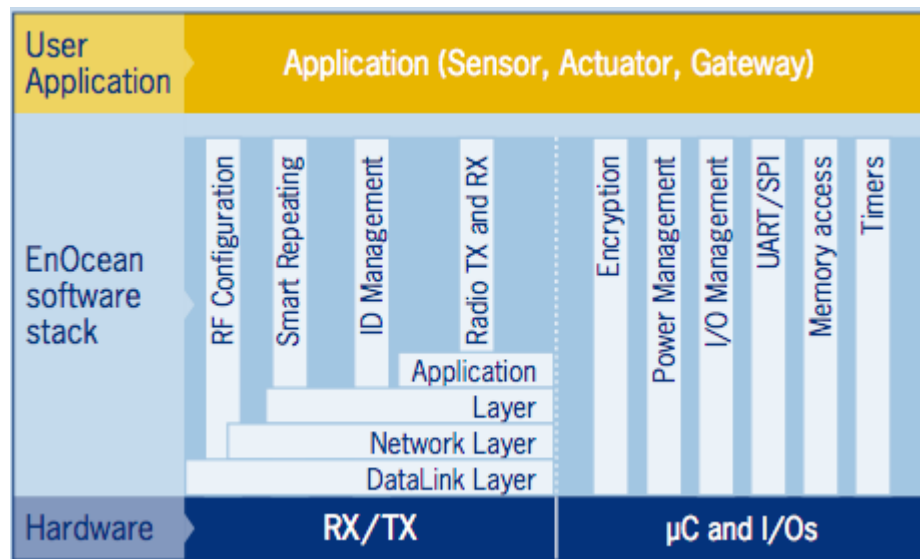 User
Application
Application (Sensor, Actuator, Gateway)
EnOcean
software
stack
RF Configuration
Smart Repeating
ID Management
Radio TX and RX
Encryption
Power Management
I/O Management
UART/SPI
Memory access
Timers
Application
Layer
Network Layer
DataLink Layer
Hardware
RX/TX
µC and I/Os